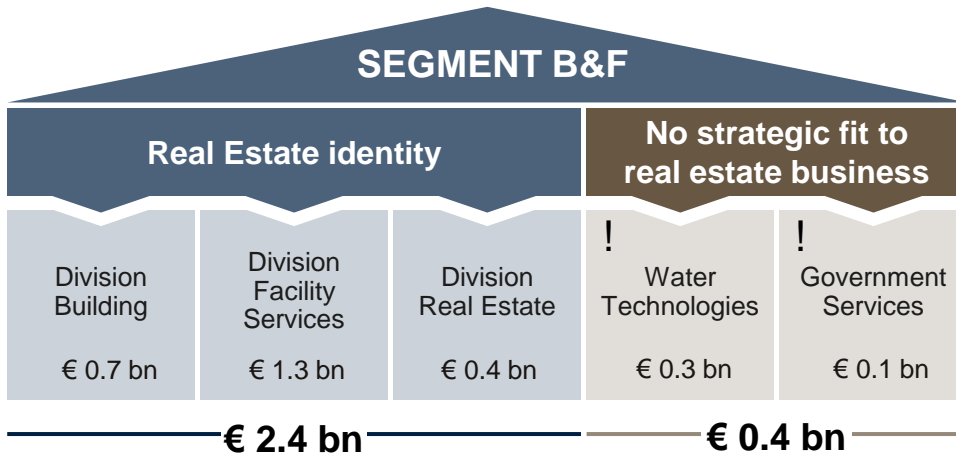 SEGMENT B&F
Real Estate identity
No strategic fit to
real estate business
Division
Building
€ 0.7 bn
Division
Facility
Services
€ 1.3 bn
Division
Real Estate
€ 0.4 bn
!
Water
Technologies
€ 0.3 bn
!
Government
Services
€ 0.1 bn
€ 2.4 bn
€ 0.4 bn